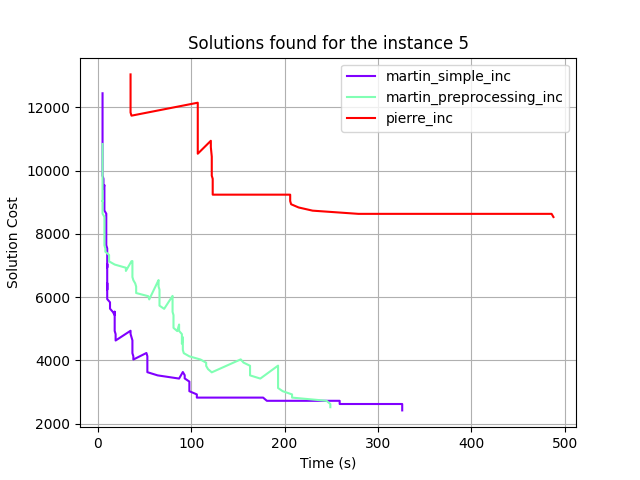 Solutions found for the instance 5
martin_simple_inc
martin_preprocessing_inc
pierre_inc
Solution Cost
12000
10000
8000
6000
4000
2000
0 100 200 300 400 500
Time (s)